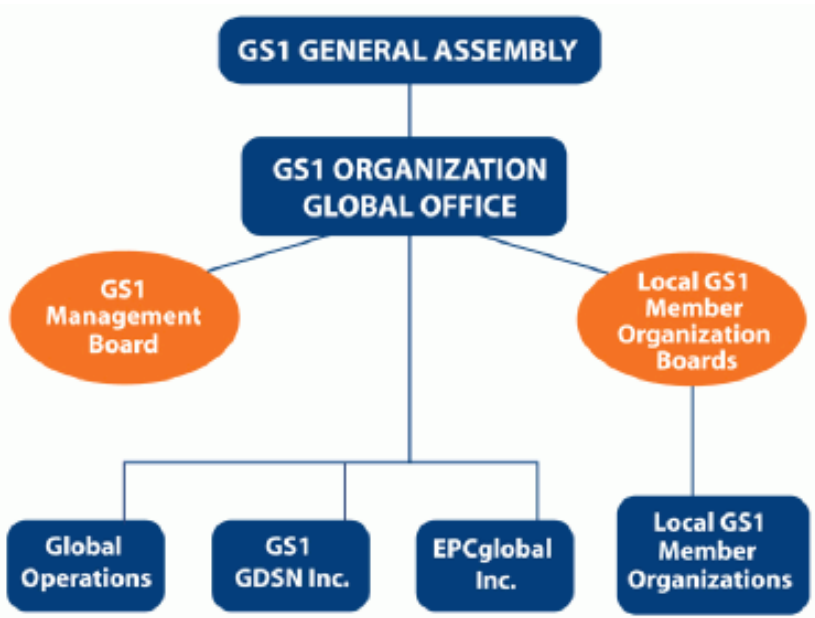 GS1 GENERAL ASSEMBLY
GS1 ORGANIZATION
GLOBAL OFFICE
GS1
Management
Board
Local GS1
Member
Organization
Boards
Global
Operations
GS1
GDSN Inc.
EPCglobal
Inc.
Local GS1
Member
Organizations